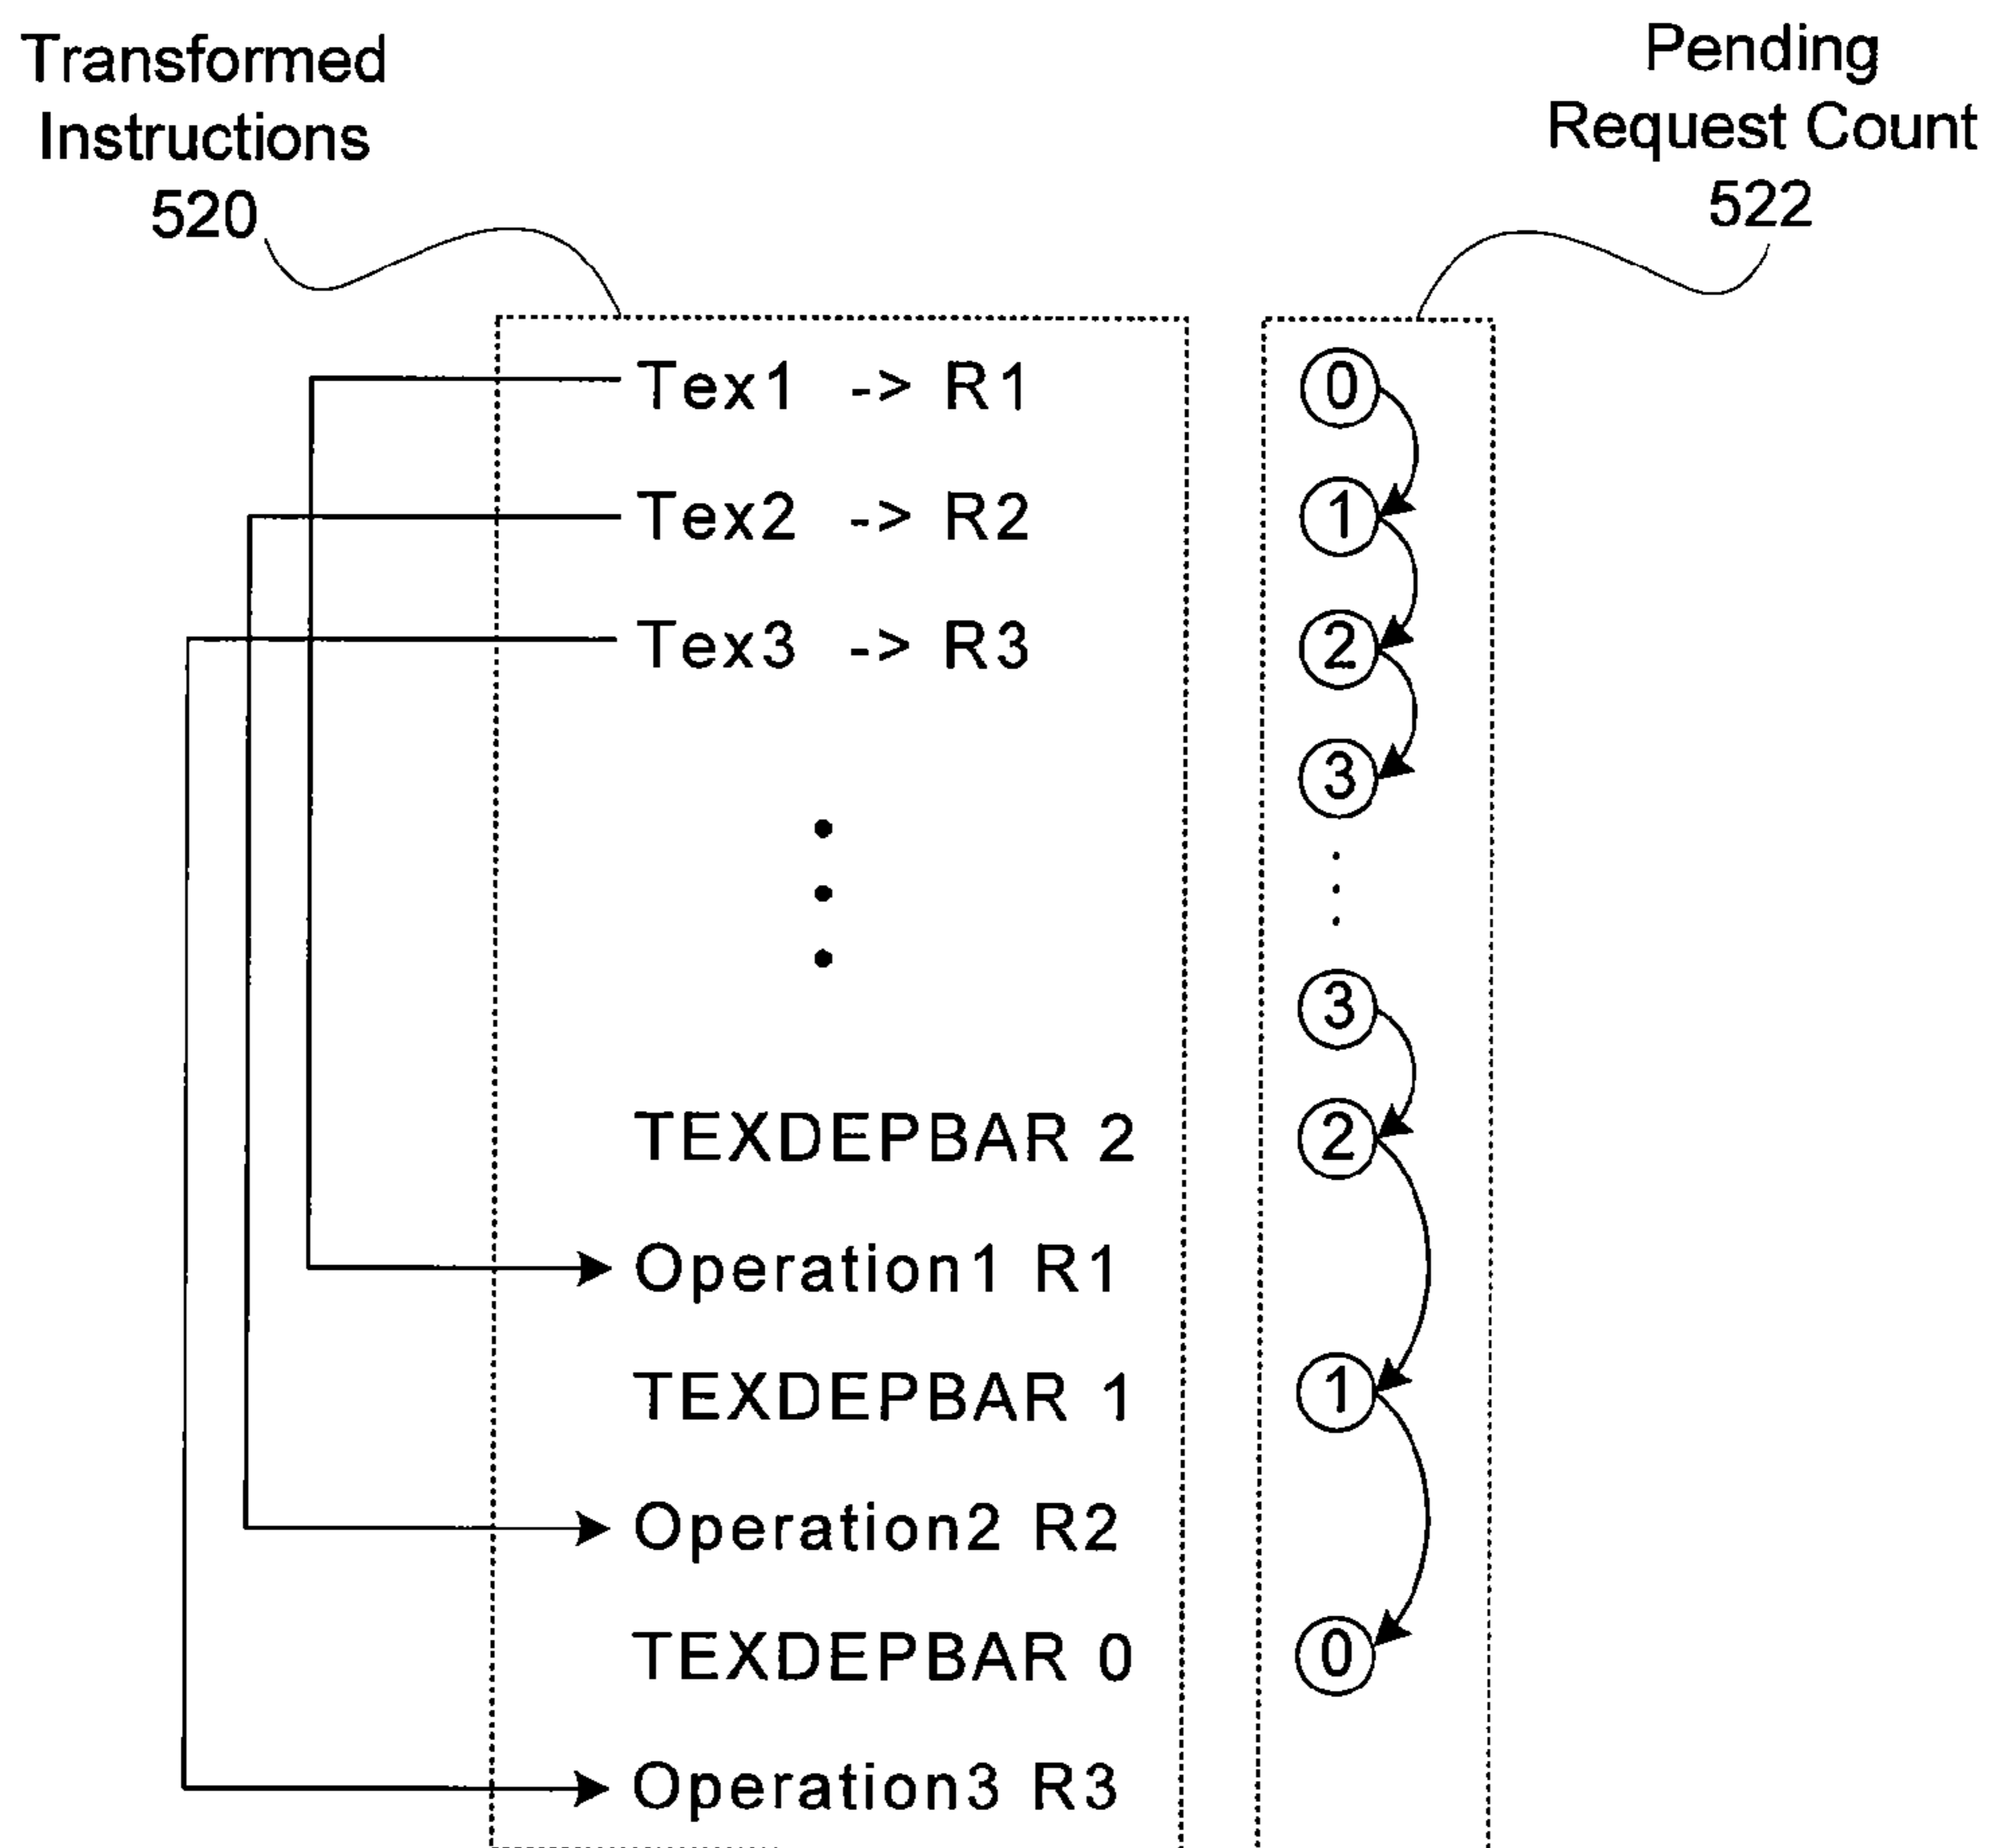 Transformed
Instructions
520
Pending
Request Count
522
Tex1 -> R1
0
Tex2 -> R2
1
Tex3 -> R3
2
3
3
TEXDEPBAR 2
2
Operation1 R1
TEXDEPBAR 1
1
Operation2 R2
TEXDEPBAR 0
0
Operation3 R3